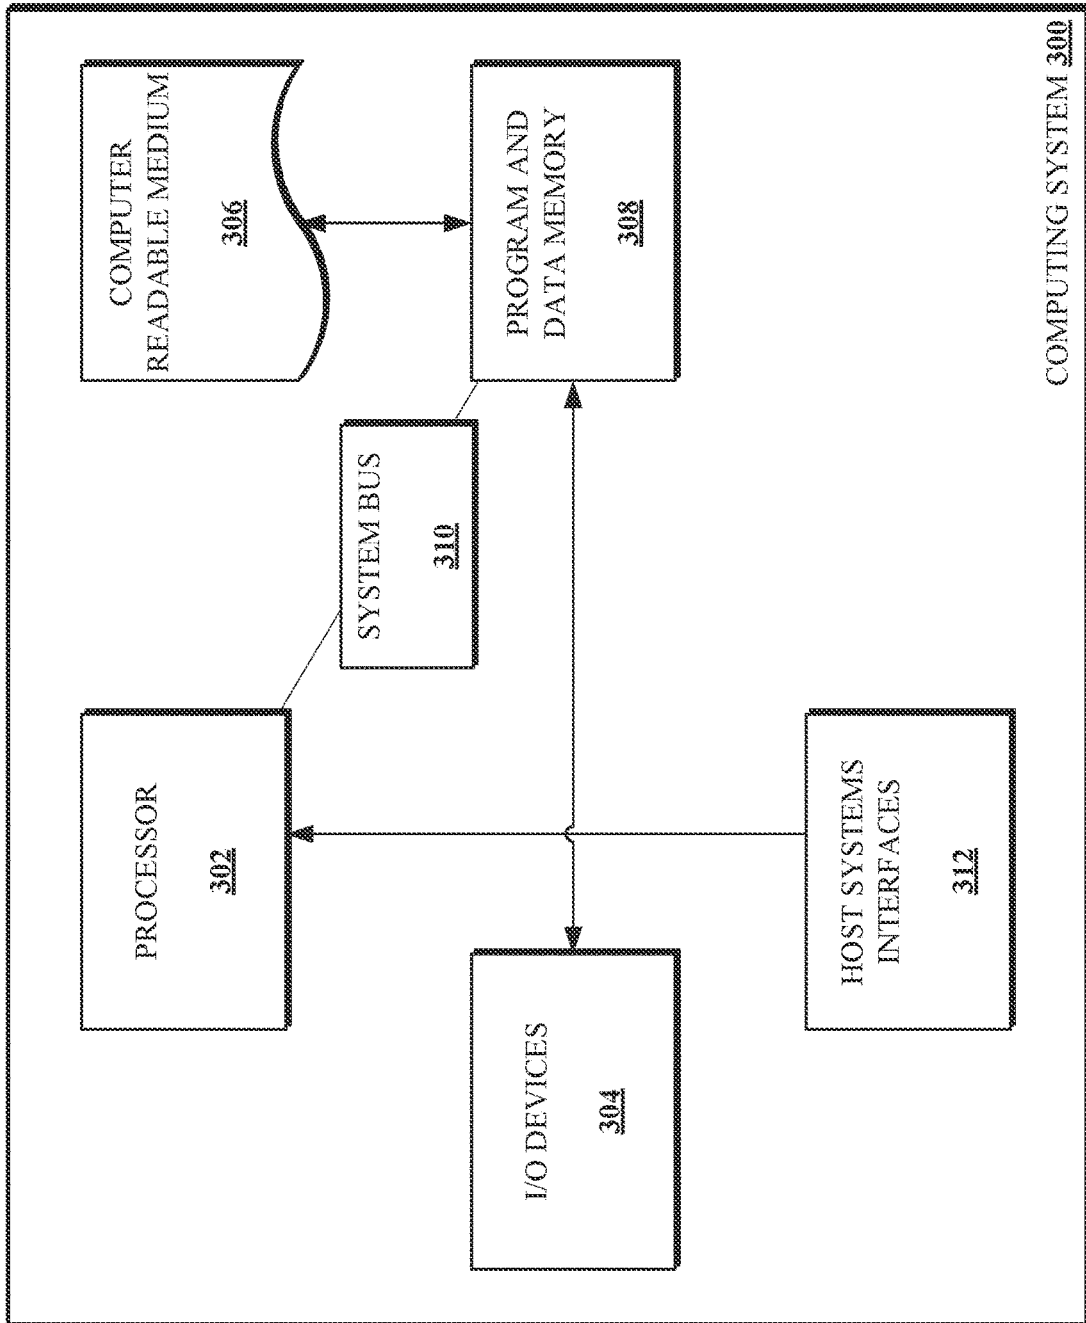 COMPUTING SYSTEM 300
COMPUTER
READABLE MEDIUM
306
PROGRAM AND
DATA MEMORY
308
SYSTEM BUS
310
PROCESSOR
302
HOST SYSTEMS
INTERFACES
312
I/O DEVICES
304